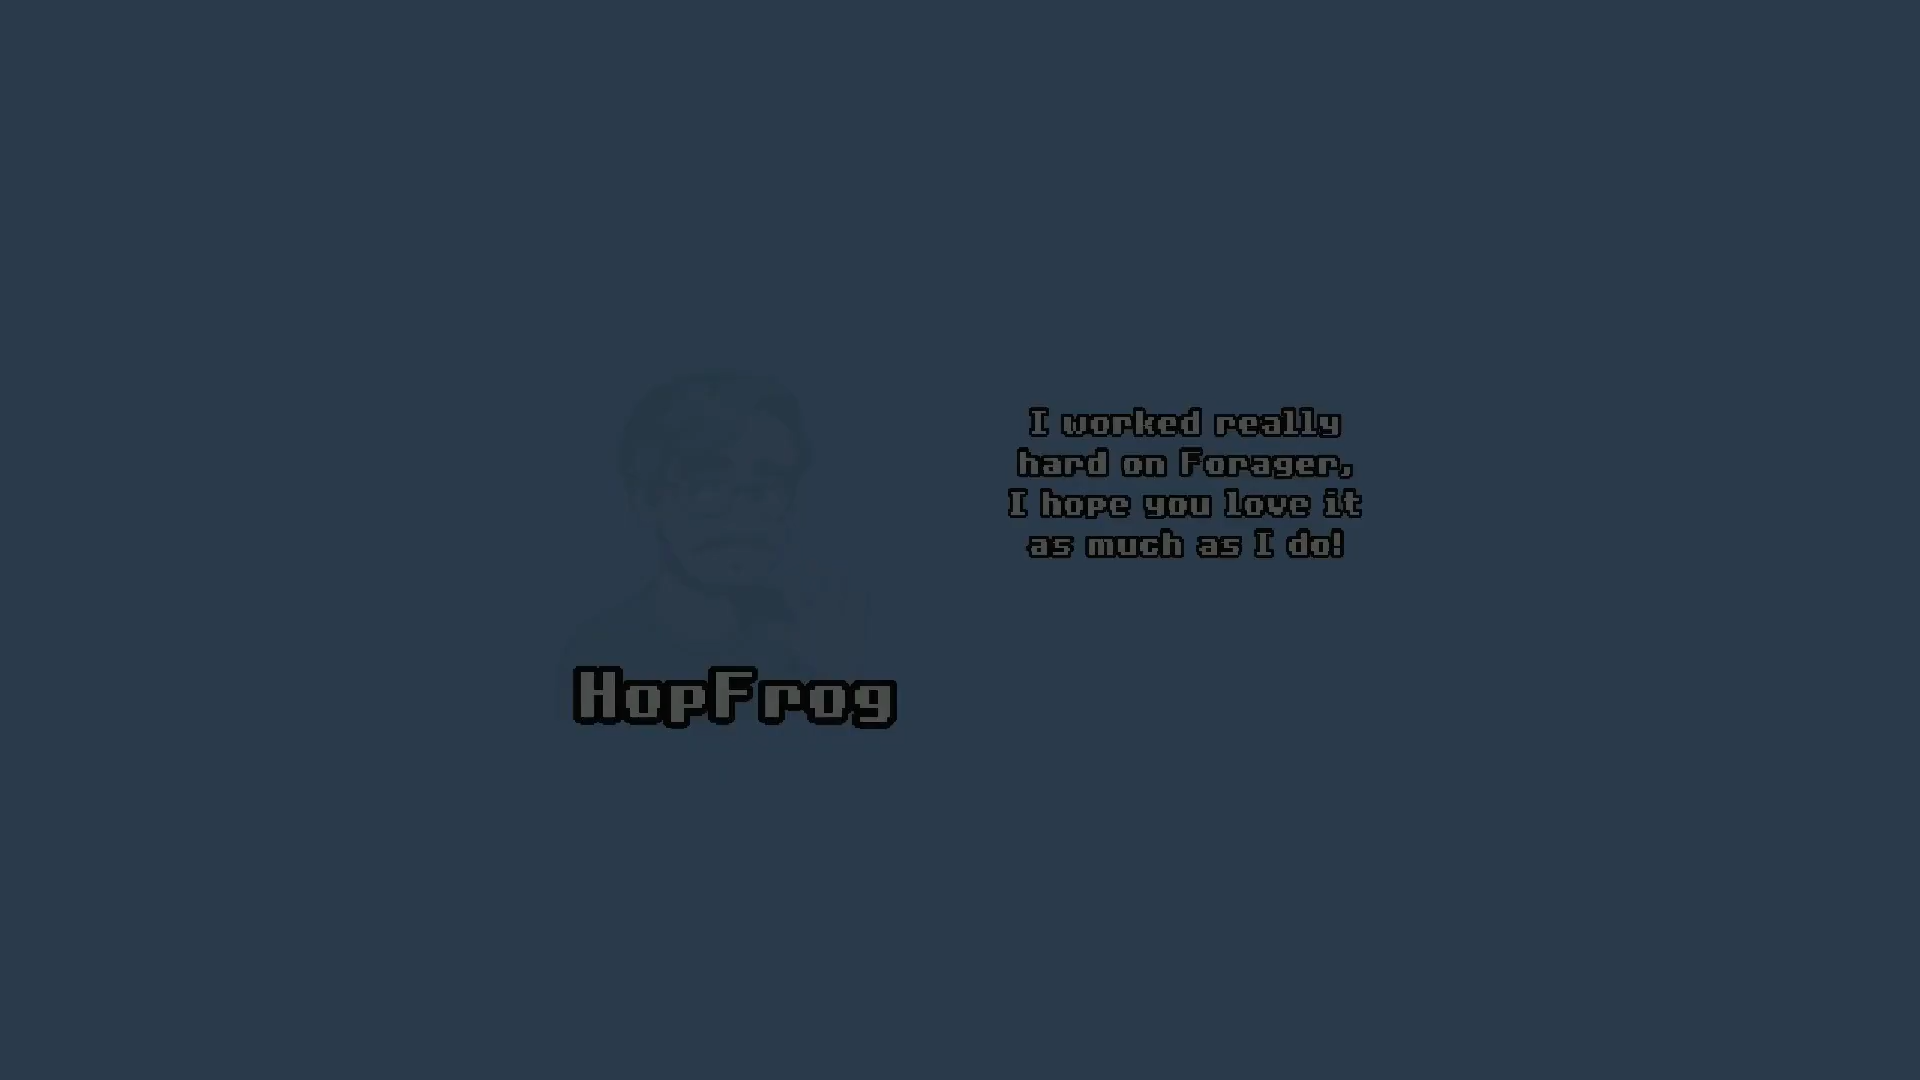 I worked really
hard on Forager,
I hope you love it
as much as I do!
HopFrog